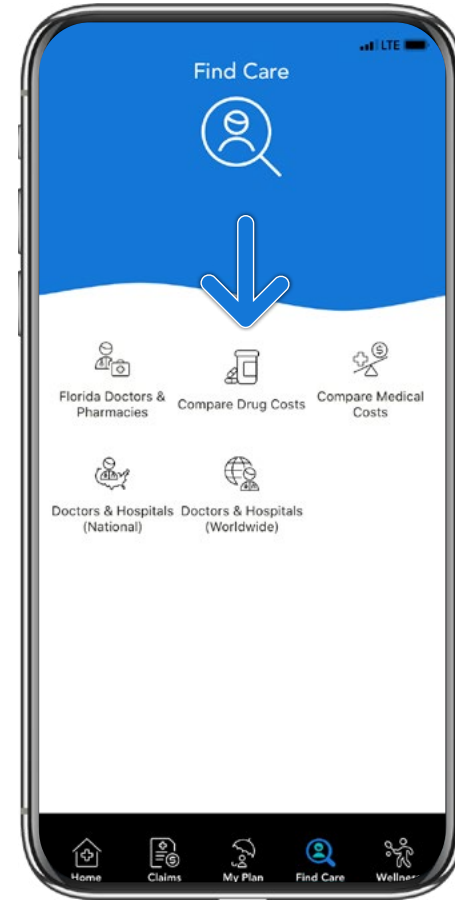 LTE
Find Care
Florida Doctors &
Pharmacies
Compare Drug Costs
Compare Medical
Costs
Doctors & Hospitals
(National)
Doctors & Hospitals
(Worldwide)
Home
Claims
My Plan
Find Care
Wellness